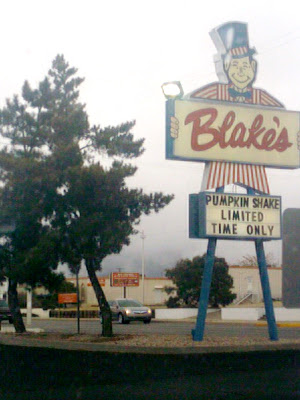 Blake's
PUMPKIN SHAKE
LIMITED
TIME ONLY